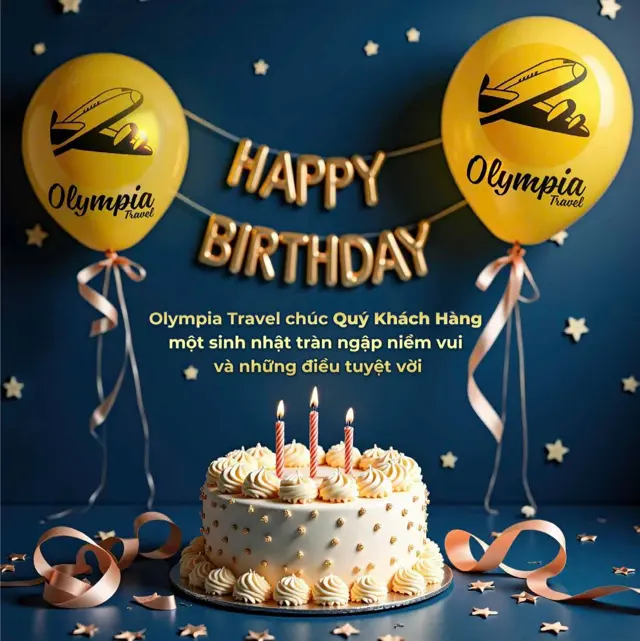 Olympia
Travel
Olympia
Travel
HAPPY
BIRTHDAY
Olympia Travel chúc Quý Khách Hàng
một sinh nhật tràn ngập niềm vui
và những điều tuyệt vời